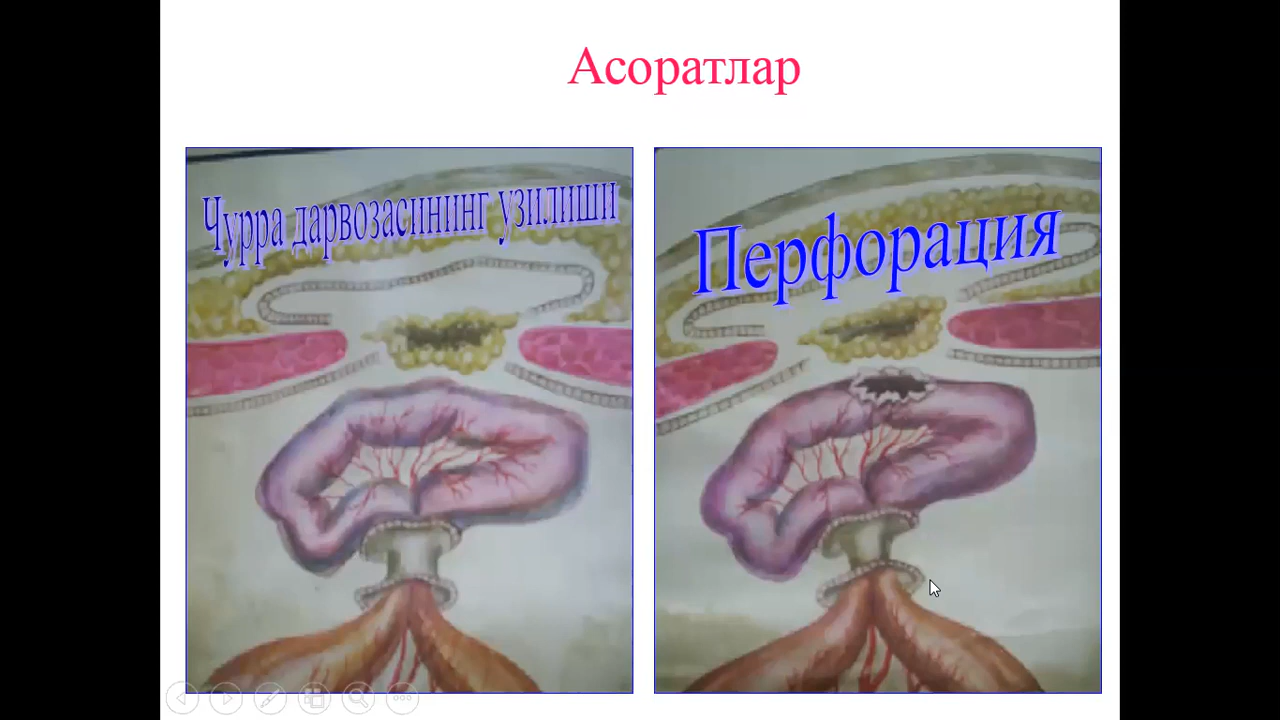 Асоратлар
Чурра дарвозасининг узилиши
Перфорация